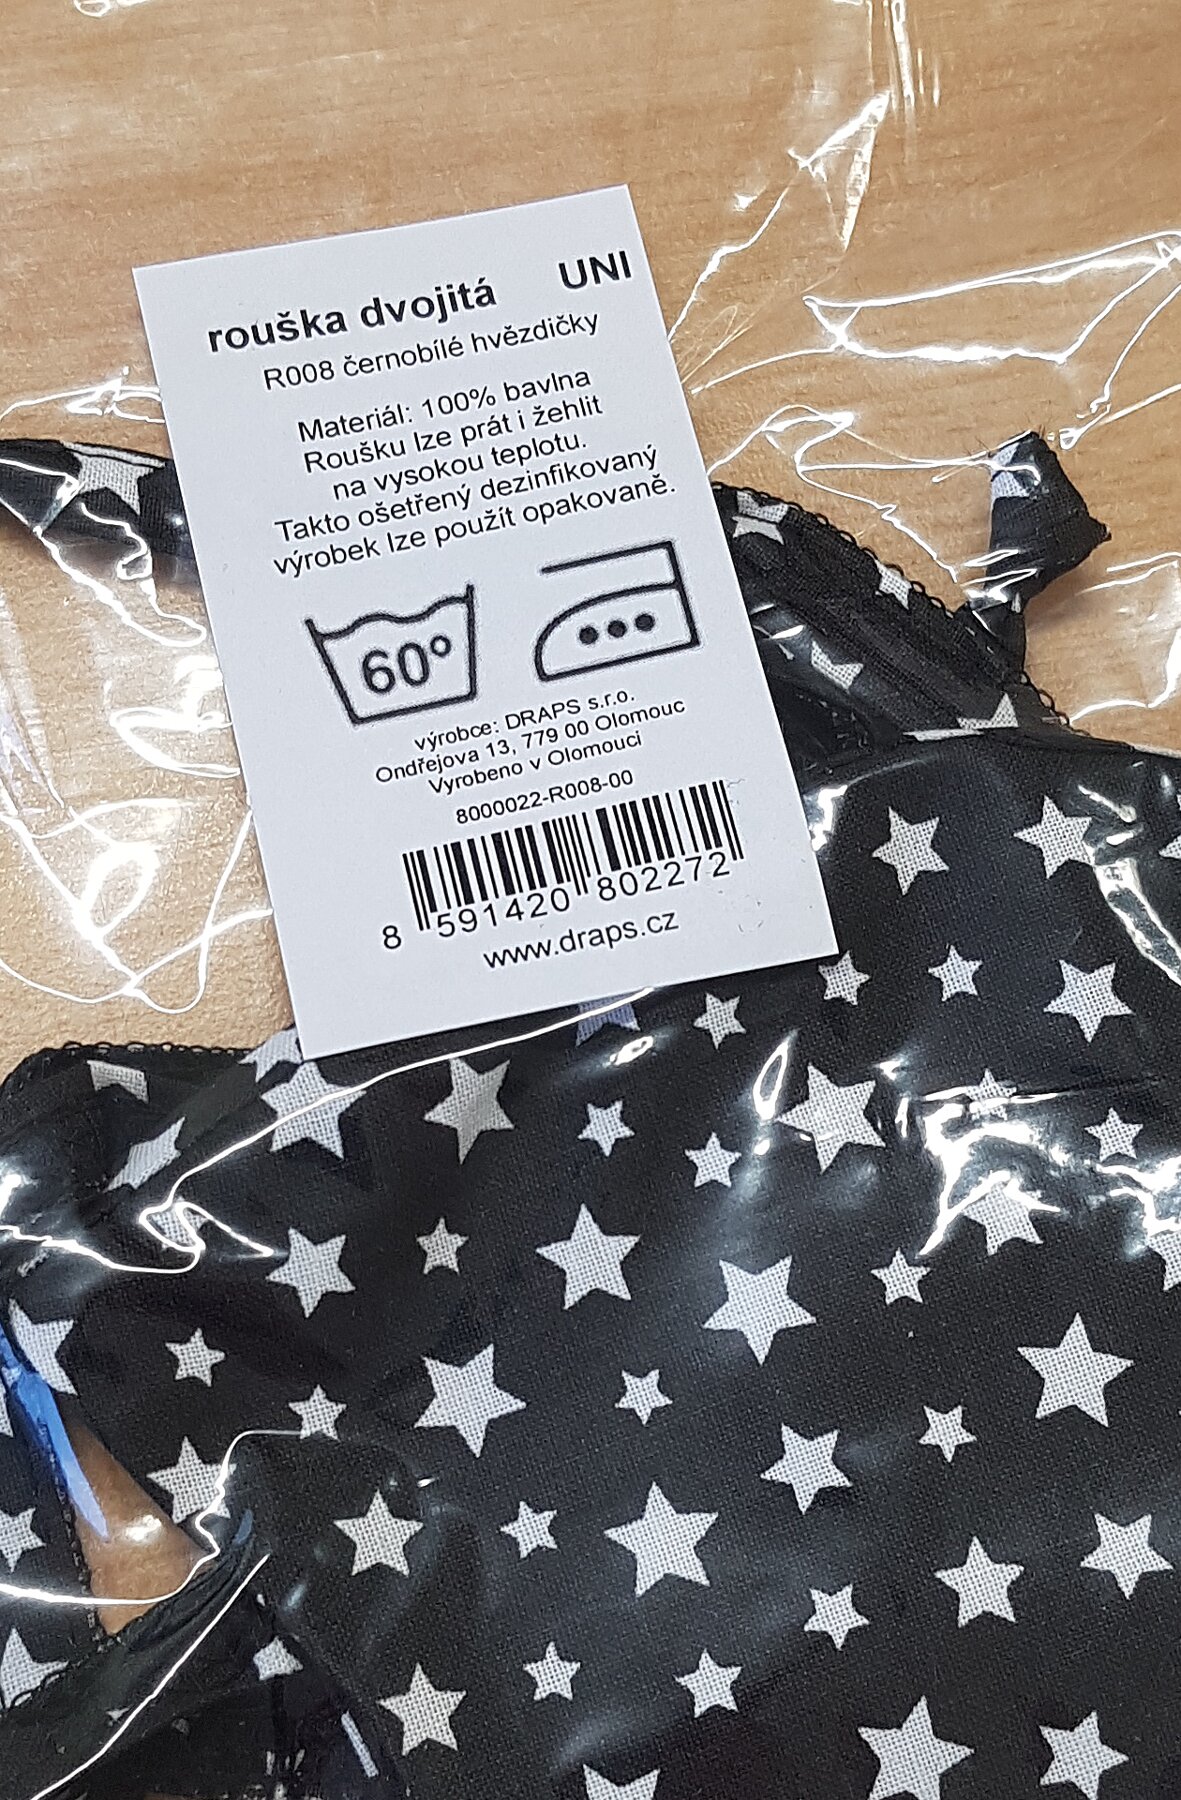 rouška dvojitá UNI
R008 černobílé hvězdičky
Materiál: 100% bavlna
Roušku lze prát i žehlit
na vysokou teplotu.
Takto ošetřený dezinfikovaný
výrobek lze použít opakovaně.
60°
výrobce: DRAPS s.r.o.
Ondřejova 13, 779 00 Olomouc
Vyrobeno v Olomouci
8000022-R008-00
8 591420 802272
www.draps.cz